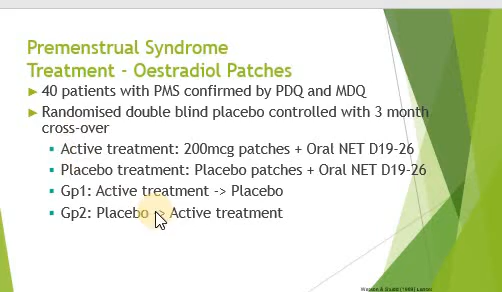 Premenstrual Syndrome
Treatment - Oestradiol Patches
40 patients with PMS confirmed by PDQ and MDQ
Randomised double blind placebo controlled with 3 month
cross-over
Active treatment: 200mcg patches + Oral NET D19-26
Placebo treatment: Placebo patches + Oral NET D19-26
Gp1: Active treatment -> Placebo
Gp2: Placebo -> Active treatment